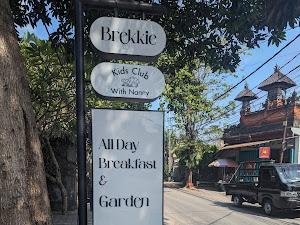 Brekkie
Kids Club
With Nanny
All Day
Breakfast
&
Garden